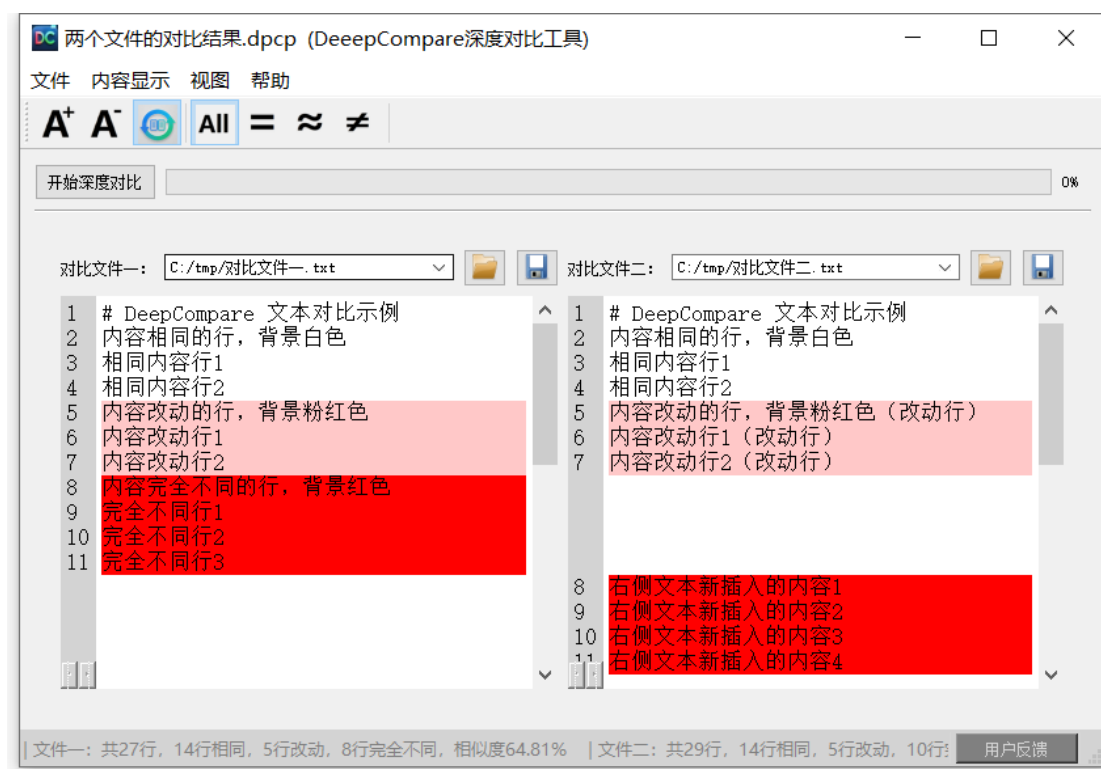 DC 两个文件的对比结果.dpcp (DeeepCompare深度对比工具)
文件 内容显示 视图 帮助
A+ A- All = ≈ ≠
开始深度对比 0%
对比文件一: C:/tmp/对比文件一.txt 对比文件二: C:/tmp/对比文件二.txt
1 # DeepCompare 文本对比示例
2 内容相同的行，背景白色
3 相同内容行1
4 相同内容行2
5 内容改动的行，背景粉红色
6 内容改动行1
7 内容改动行2
8 内容完全不同的行，背景红色
9 完全不同行1
10 完全不同行2
11 完全不同行3
1 # DeepCompare 文本对比示例
2 内容相同的行，背景白色
3 相同内容行1
4 相同内容行2
5 内容改动的行，背景粉红色（改动行）
6 内容改动行1（改动行）
7 内容改动行2（改动行）
8 右侧文本新插入的内容1
9 右侧文本新插入的内容2
10 右侧文本新插入的内容3
11 右侧文本新插入的内容4
|文件一: 共27行, 14行相同, 5行改动, 8行完全不同, 相似度64.81% |文件二: 共29行, 14行相同, 5行改动, 10行 用户反馈